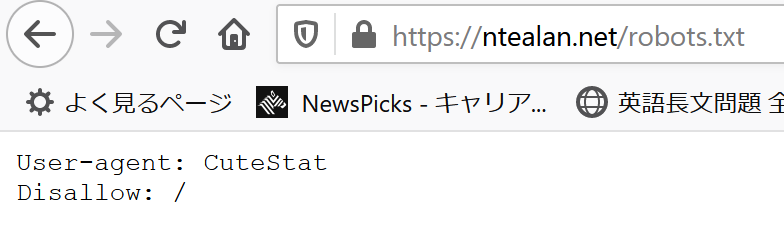 https://ntealan.net/robots.txt
よく見るページ NewsPicks - キャリア... 英語長文問題 全
User-agent: CuteStat
Disallow: /